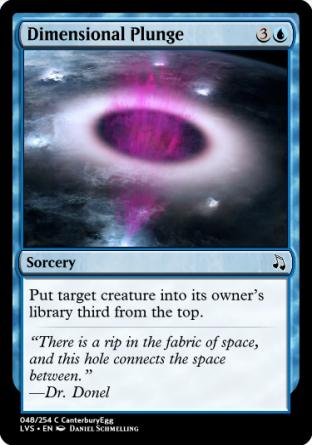 Dimensional Plunge 3
Sorcery
Put target creature into its owner's
library third from the top.
"There is a rip in the fabric of space,
and this hole connects the space
between."
—Dr. Donel
048/254 C CanterburyEgg
LVS • EN Daniel Schmelling